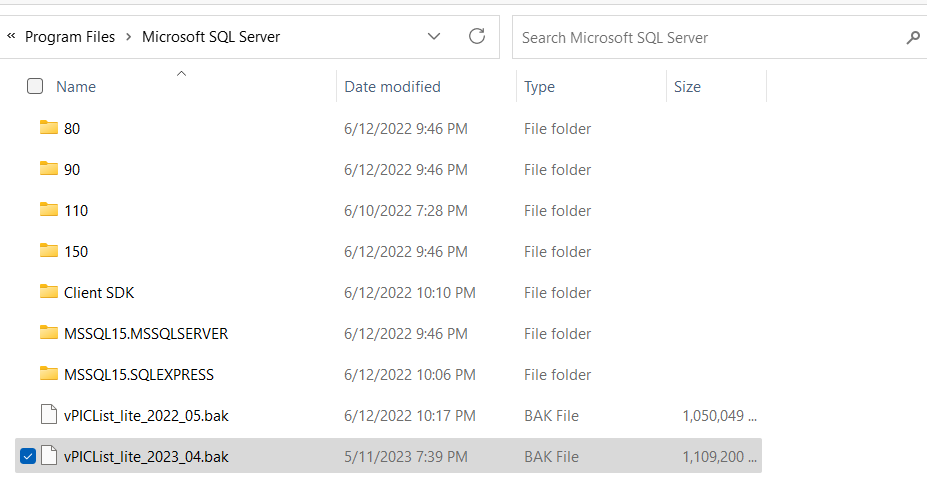 « Program Files > Microsoft SQL Server Search Microsoft SQL Server
Name Date modified Type Size
80 6/12/2022 9:46 PM File folder
90 6/12/2022 9:46 PM File folder
110 6/10/2022 7:28 PM File folder
150 6/12/2022 9:46 PM File folder
Client SDK 6/12/2022 10:10 PM File folder
MSSQL15.MSSQLSERVER 6/12/2022 9:46 PM File folder
MSSQL15.SQLEXPRESS 6/12/2022 10:06 PM File folder
vPICList_lite_2022_05.bak 6/12/2022 10:17 PM BAK File 1,050,049 ...
vPICList_lite_2023_04.bak 5/11/2023 7:39 PM BAK File 1,109,200 ...